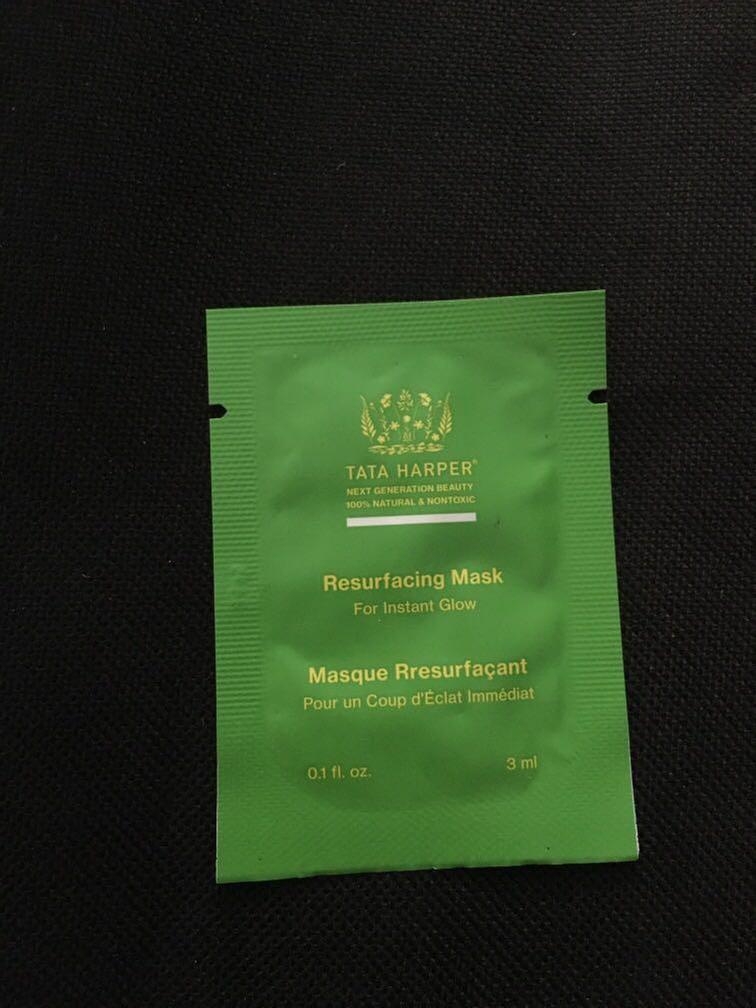 TATA HARPER®
NEXT GENERATION BEAUTY
100% NATURAL & NONTOXIC
Resurfacing Mask
For Instant Glow
Masque Rresurfaçant
Pour un Coup d'Éclat Immédiat
0.1 fl. oz. 3 ml